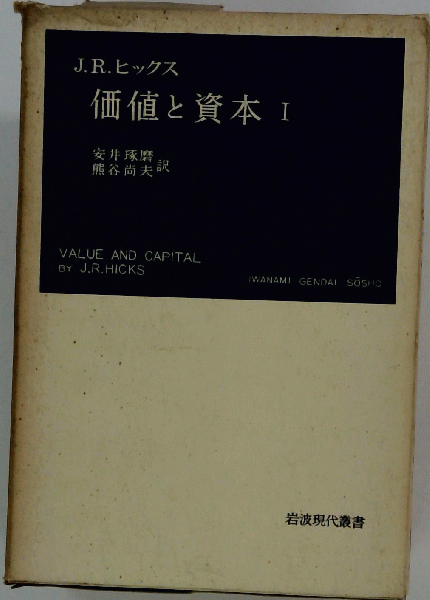 J.R.ヒックス
価値と資本 I
安井琢磨
熊谷尚夫 訳
VALUE AND CAPITAL
BY J.R.HICKS
IWANAMI GENDAI SŌSHO
岩波現代叢書